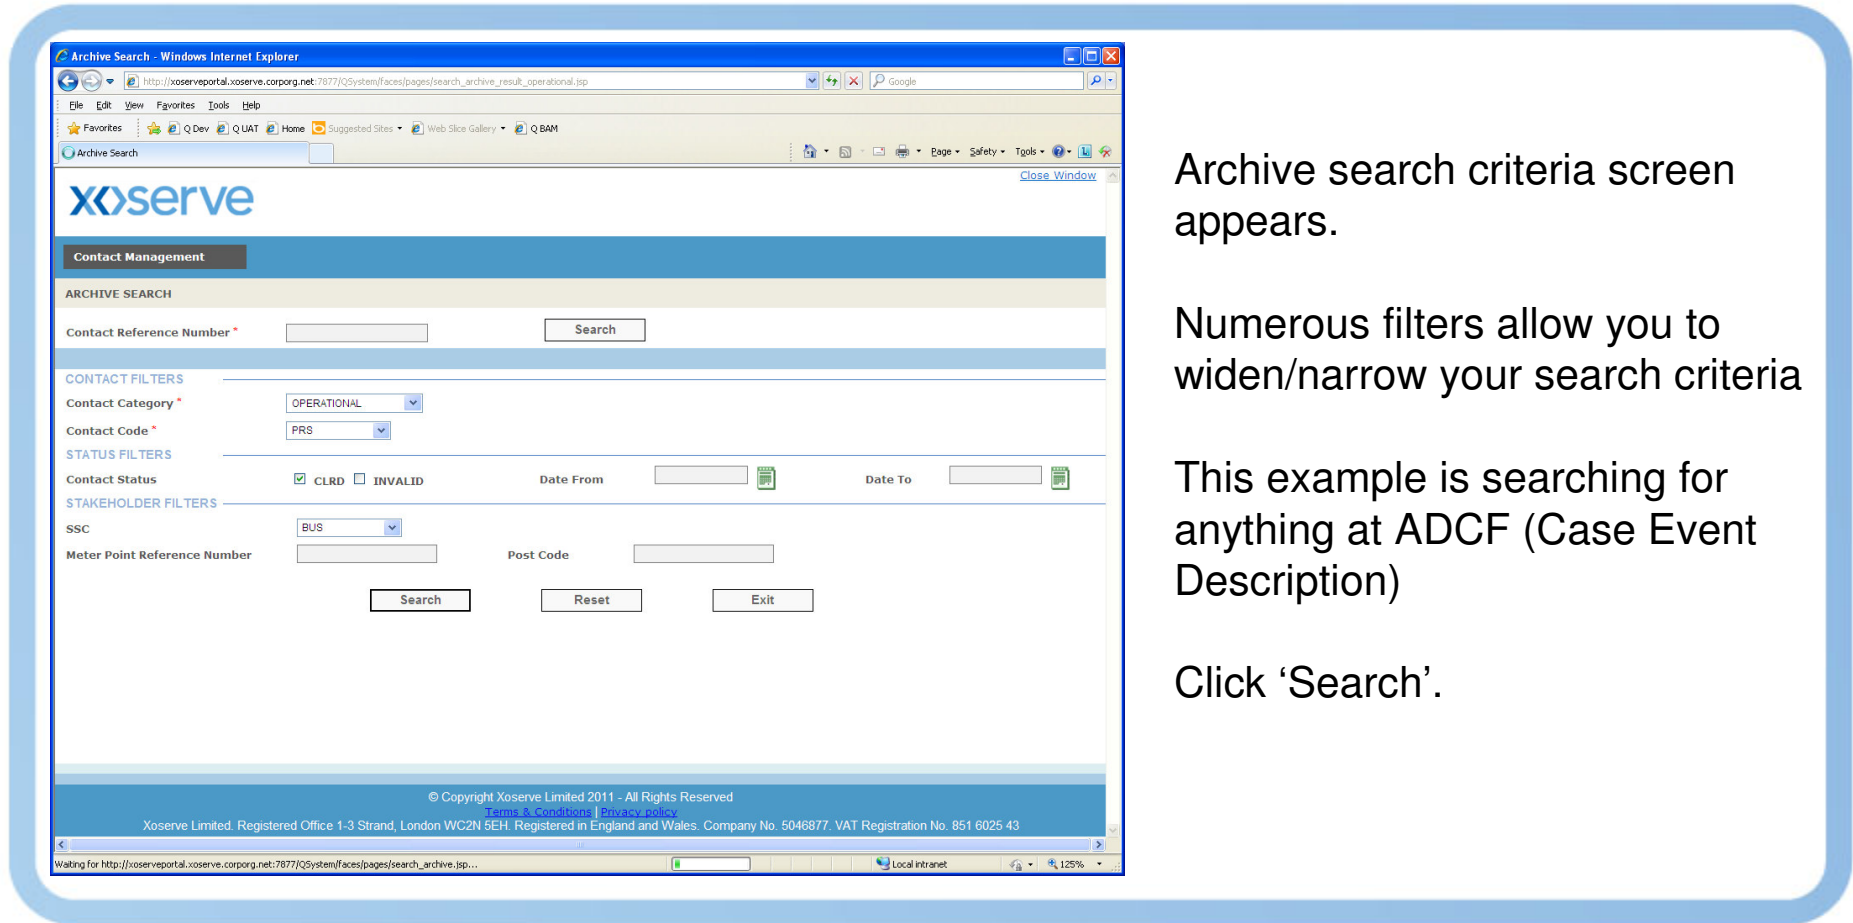 Archive Search - Windows Internet Explorer
http://xoserveportal.xoserve.corporg.net:7877/QSystem/faces/pages/search_archive_result_operational.jsp
Google
File Edit View Favorites Tools Help
Favorites Q Dev Q UAT Home Suggested Sites Web Slice Gallery Q BAM
Archive Search
Page Safety Tools
Close Window
xoserve
Contact Management
ARCHIVE SEARCH
Contact Reference Number * Search
CONTACT FILTERS
Contact Category * OPERATIONAL
Contact Code * PRS
STATUS FILTERS
Contact Status CLRD INVALID Date From Date To
STAKEHOLDER FILTERS
SSC BUS
Meter Point Reference Number Post Code
Search Reset Exit
© Copyright Xoserve Limited 2011 - All Rights Reserved
Terms & Conditions | Privacy policy
Xoserve Limited. Registered Office 1-3 Strand, London WC2N 5EH. Registered in England and Wales. Company No. 5046877. VAT Registration No. 851 6025 43
Waiting for http://xoserveportal.xoserve.corporg.net:7877/QSystem/faces/pages/search_archive.jsp... Local intranet 125%
Archive search criteria screen
appears.
Numerous filters allow you to
widen/narrow your search criteria
This example is searching for
anything at ADCF (Case Event
Description)
Click ‘Search’.